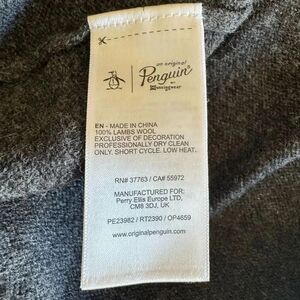 an original
Penguin®
BY
Munsingwear
EN - MADE IN CHINA
100% LAMBS WOOL
EXCLUSIVE OF DECORATION
PROFESSIONALLY DRY CLEAN
ONLY. SHORT CYCLE. LOW HEAT.
RN# 37763 / CA# 55972
MANUFACTURED FOR:
Perry Ellis Europe LTD,
CM8 3DJ, UK
PE23982 / RT2390 / OP4659
www.originalpenguin.com